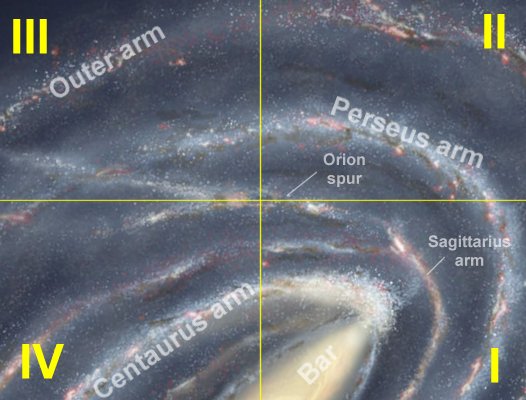 III
II
Outer arm
Perseus arm
Orion
spur
Sagittarius
arm
Centaurus arm
Bar
IV
I